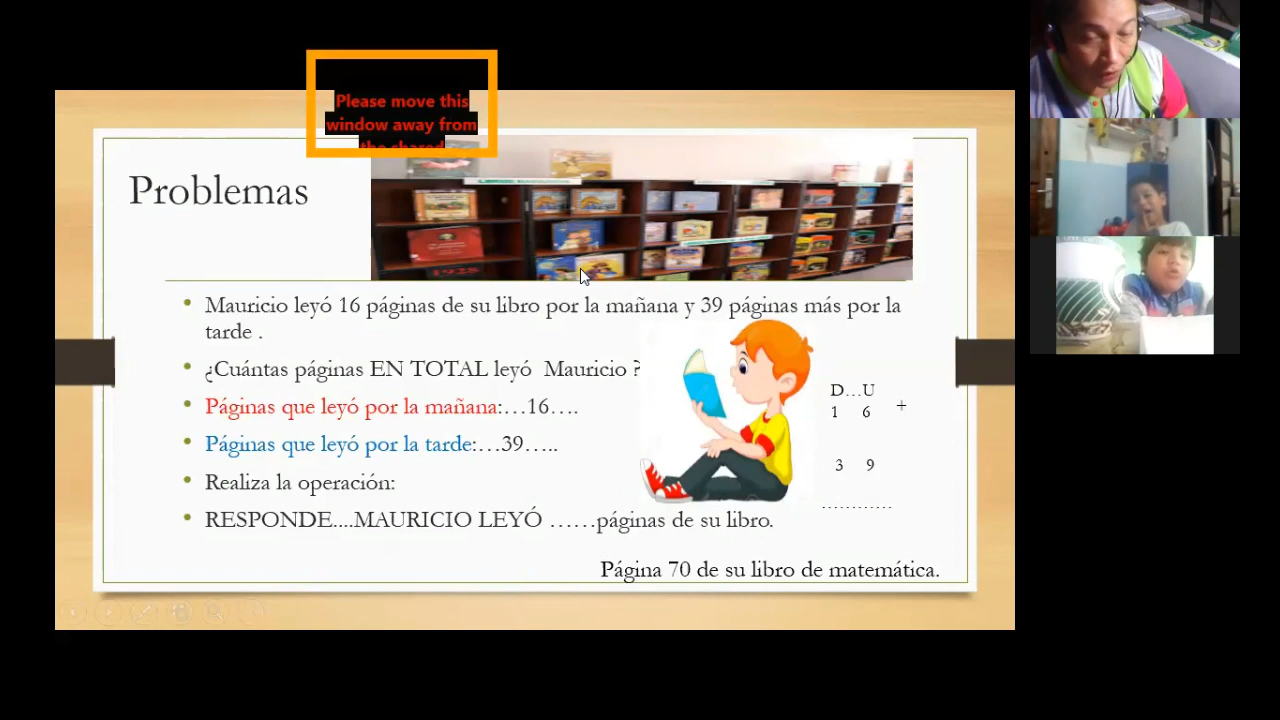 Please move this
window away from
the shared
Problemas
1928
Mauricio leyó 16 páginas de su libro por la mañana y 39 páginas más por la
tarde .
¿Cuántas páginas EN TOTAL leyó Mauricio ?
Páginas que leyó por la mañana:…16….
Páginas que leyó por la tarde:…39…..
Realiza la operación:
RESPONDE....MAURICIO LEYÓ ……páginas de su libro.
D…U
1 6 +
3 9
…………
Página 70 de su libro de matemática.